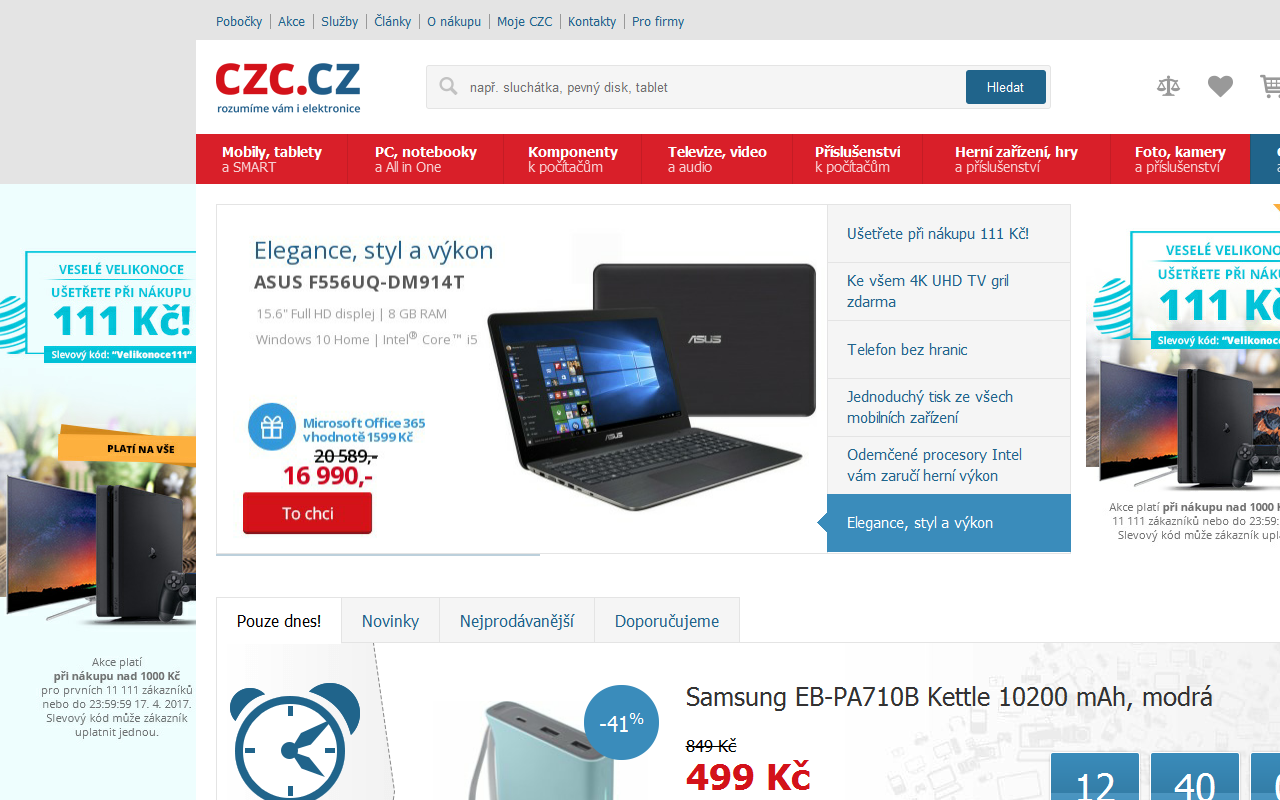 Pobočky Akce Služby Články O nákupu Moje CZC Kontakty Pro firmy
CZC.CZ
rozumíme vám i elektronice
např. sluchátka, pevný disk, tablet
Hledat
Mobily, tablety
a SMART
PC, notebooky
a All in One
Komponenty
k počítačům
Televize, video
a audio
Příslušenství
k počítačům
Herní zařízení, hry
a příslušenství
Foto, kamery
a příslušenství
VESELÉ VELIKONOCE
UŠETŘETE PŘI NÁKUPU
111 Kč!
Slevový kód: "Velikonoce111"
PLATÍ NA VŠE
Akce platí
při nákupu nad 1000 Kč
pro prvních 11 111 zákazníků
nebo do 23:59:59 17. 4. 2017.
Slevový kód může zákazník
uplatnit jednou.
Elegance, styl a výkon
ASUS F556UQ-DM914T
15.6" Full HD displej | 8 GB RAM
Windows 10 Home | Intel® Core™ i5
Microsoft Office 365
v hodnotě 1599 Kč
20 589,-
16 990,-
To chci
ASUS
ASUS
Ušetřete při nákupu 111 Kč!
Ke všem 4K UHD TV gril
zdarma
Telefon bez hranic
Jednoduchý tisk ze všech
mobilních zařízení
Odemčené procesory Intel
vám zaručí herní výkon
Elegance, styl a výkon
VESELÉ VELIKON
UŠETŘETE PŘI NÁKU
111 Kč
Slevový kód: "Velikonoce
Akce platí při nákupu nad 1000 K
11 111 zákazníků nebo do 23:59:
Slevový kód může zákazník upla
Pouze dnes! Novinky Nejprodávanější Doporučujeme
-41%
Samsung EB-PA710B Kettle 10200 mAh, modrá
849 Kč
499 Kč
12 40